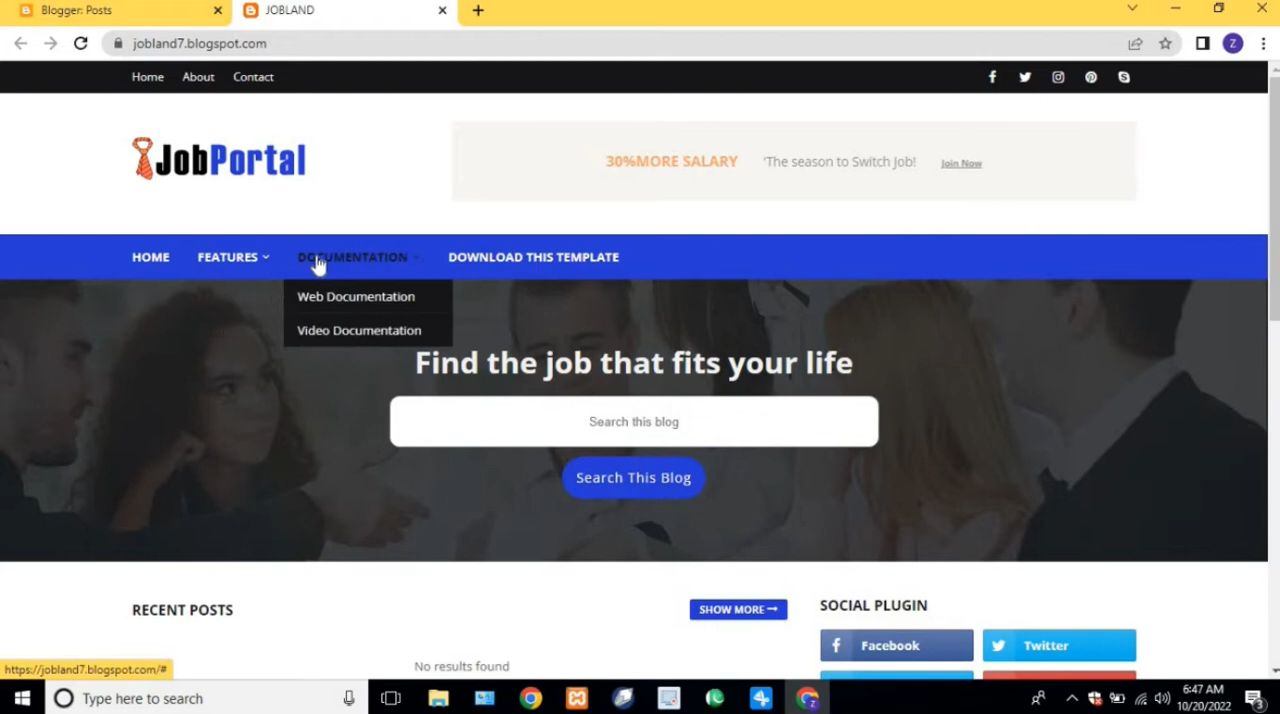 Blogger: Posts
JOBLAND
jobland7.blogspot.com
Z
Home About Contact
JobPortal
30%MORE SALARY 'The season to Switch Job! Join Now
HOME FEATURES DOCUMENTATION DOWNLOAD THIS TEMPLATE
Web Documentation
Video Documentation
Find the job that fits your life
Search this blog
Search This Blog
RECENT POSTS
SHOW MORE
SOCIAL PLUGIN
Facebook
Twitter
No results found
https://jobland7.blogspot.com/#
Type here to search
6:47 AM
10/20/2022
3